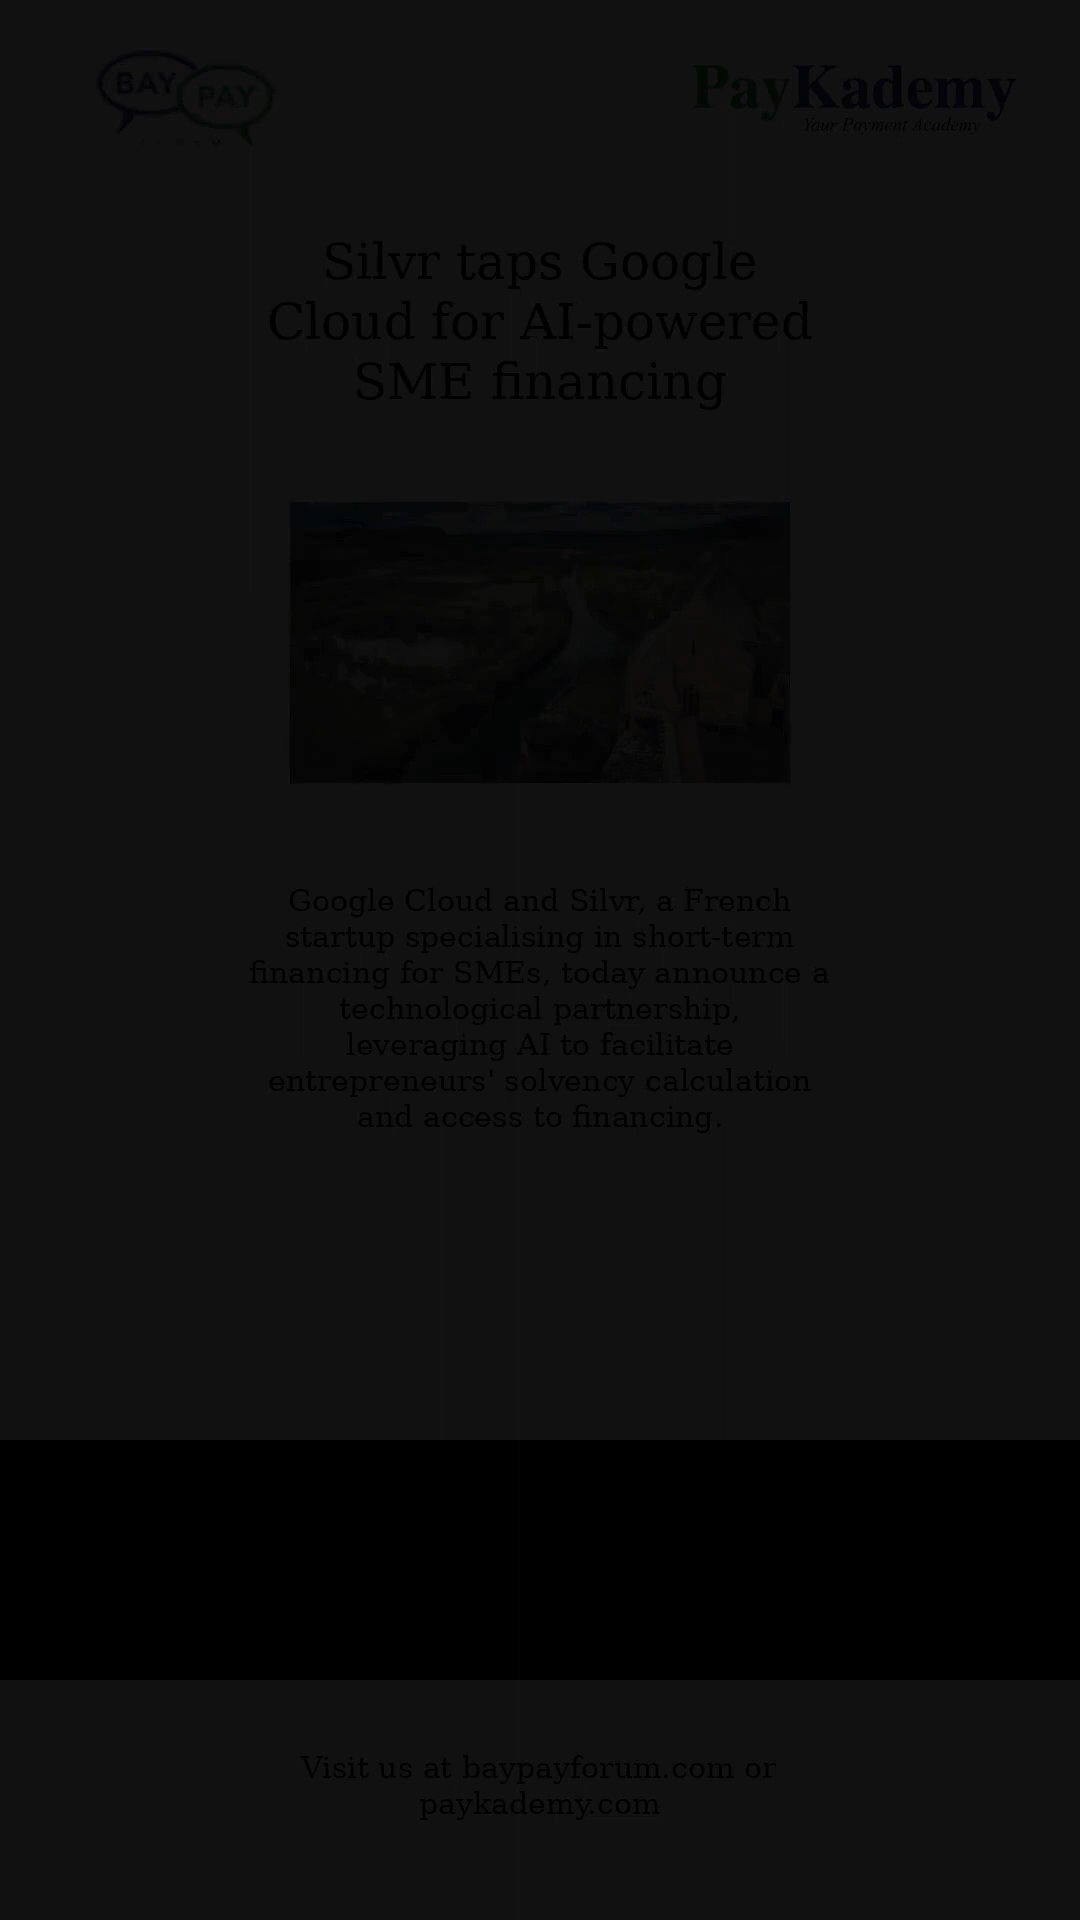 BAY
PAY
PayKademy
Your Payment Academy
Silvr taps Google
Cloud for AI-powered
SME financing
Google Cloud and Silvr, a French
startup specialising in short-term
financing for SMEs, today announce a
technological partnership,
leveraging AI to facilitate
entrepreneurs' solvency calculation
and access to financing.
Visit us at baypayforum.com or
paykademy.com